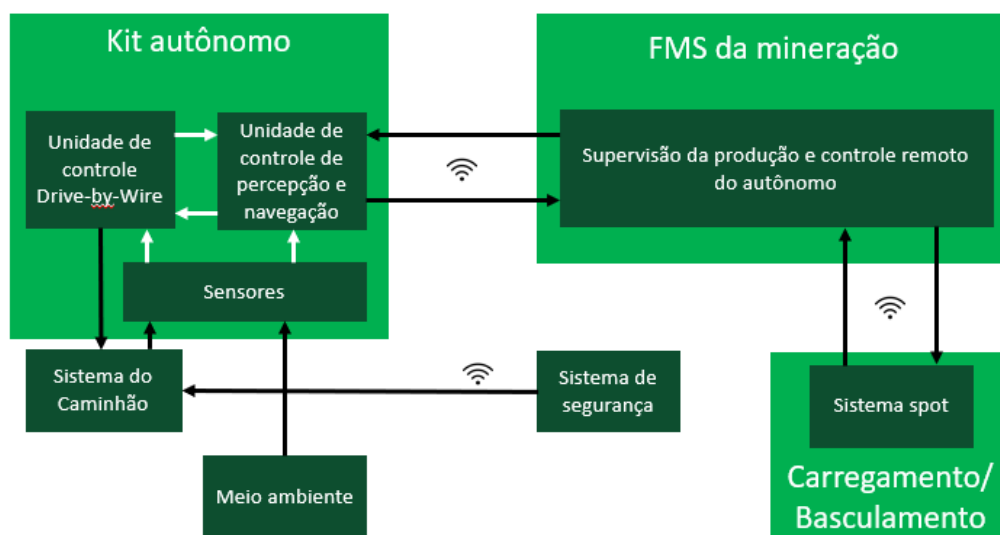 Kit autônomo
FMS da mineração
Unidade de
controle
Drive-by-Wire
Unidade de
controle de
percepção e
navegação
Supervisão da produção e controle remoto
do autônomo
Sensores
Sistema do
Caminhão
Sistema de
segurança
Sistema spot
Meio ambiente
Carregamento/
Basculamento